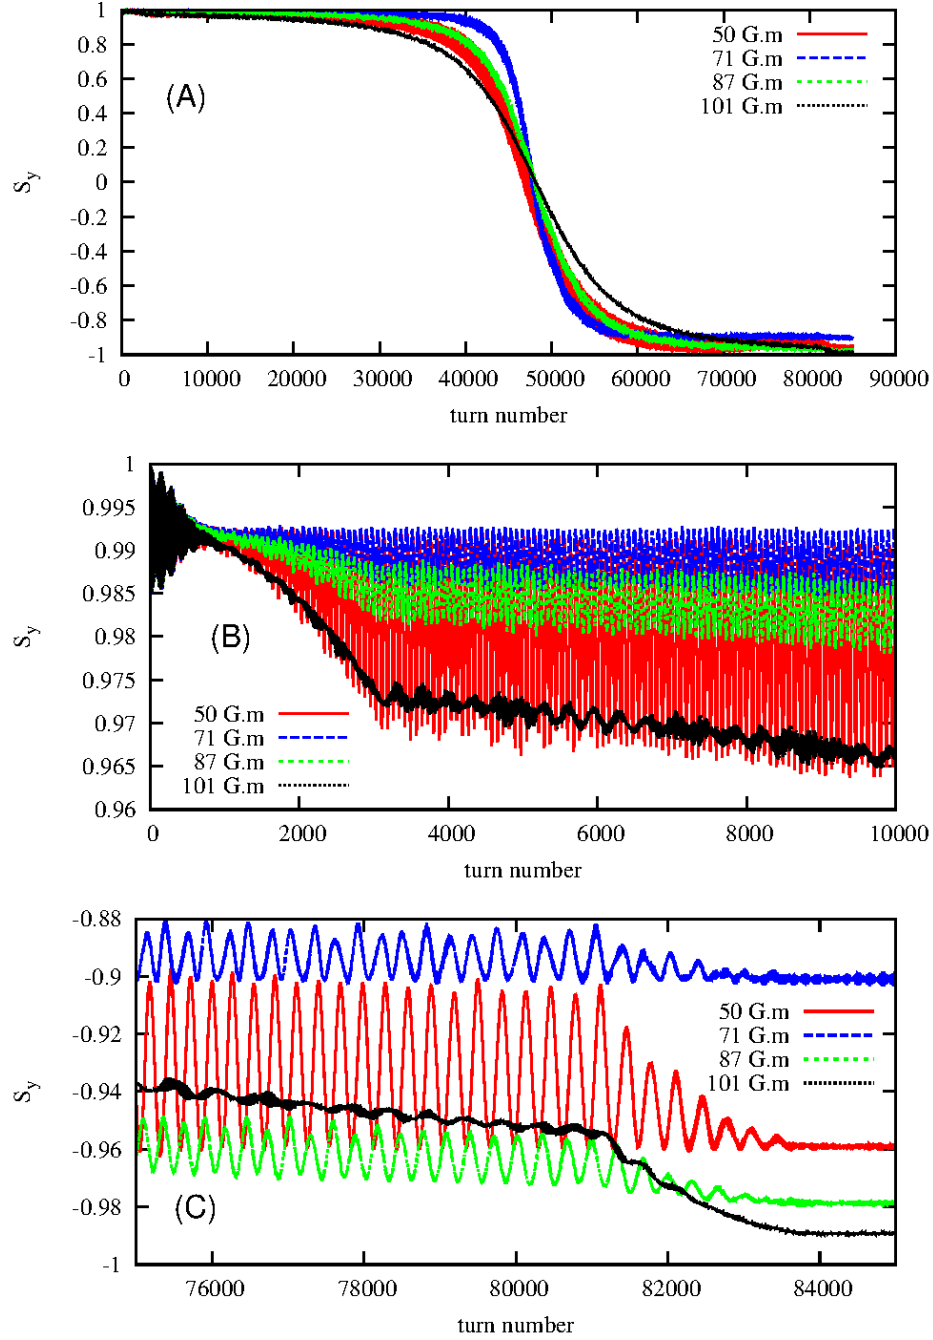 1
0.8
0.6
0.4
0.2
0
-0.2
-0.4
-0.6
-0.8
-1
S_y
(A)
50 G.m
71 G.m
87 G.m
101 G.m
0 10000 20000 30000 40000 50000 60000 70000 80000 90000
turn number
1
0.995
0.99
0.985
0.98
0.975
0.97
0.965
0.96
S_y
(B)
50 G.m
71 G.m
87 G.m
101 G.m
0 2000 4000 6000 8000 10000
turn number
-0.88
-0.9
-0.92
-0.94
-0.96
-0.98
-1
S_y
50 G.m
71 G.m
87 G.m
101 G.m
(C)
76000 78000 80000 82000 84000
turn number